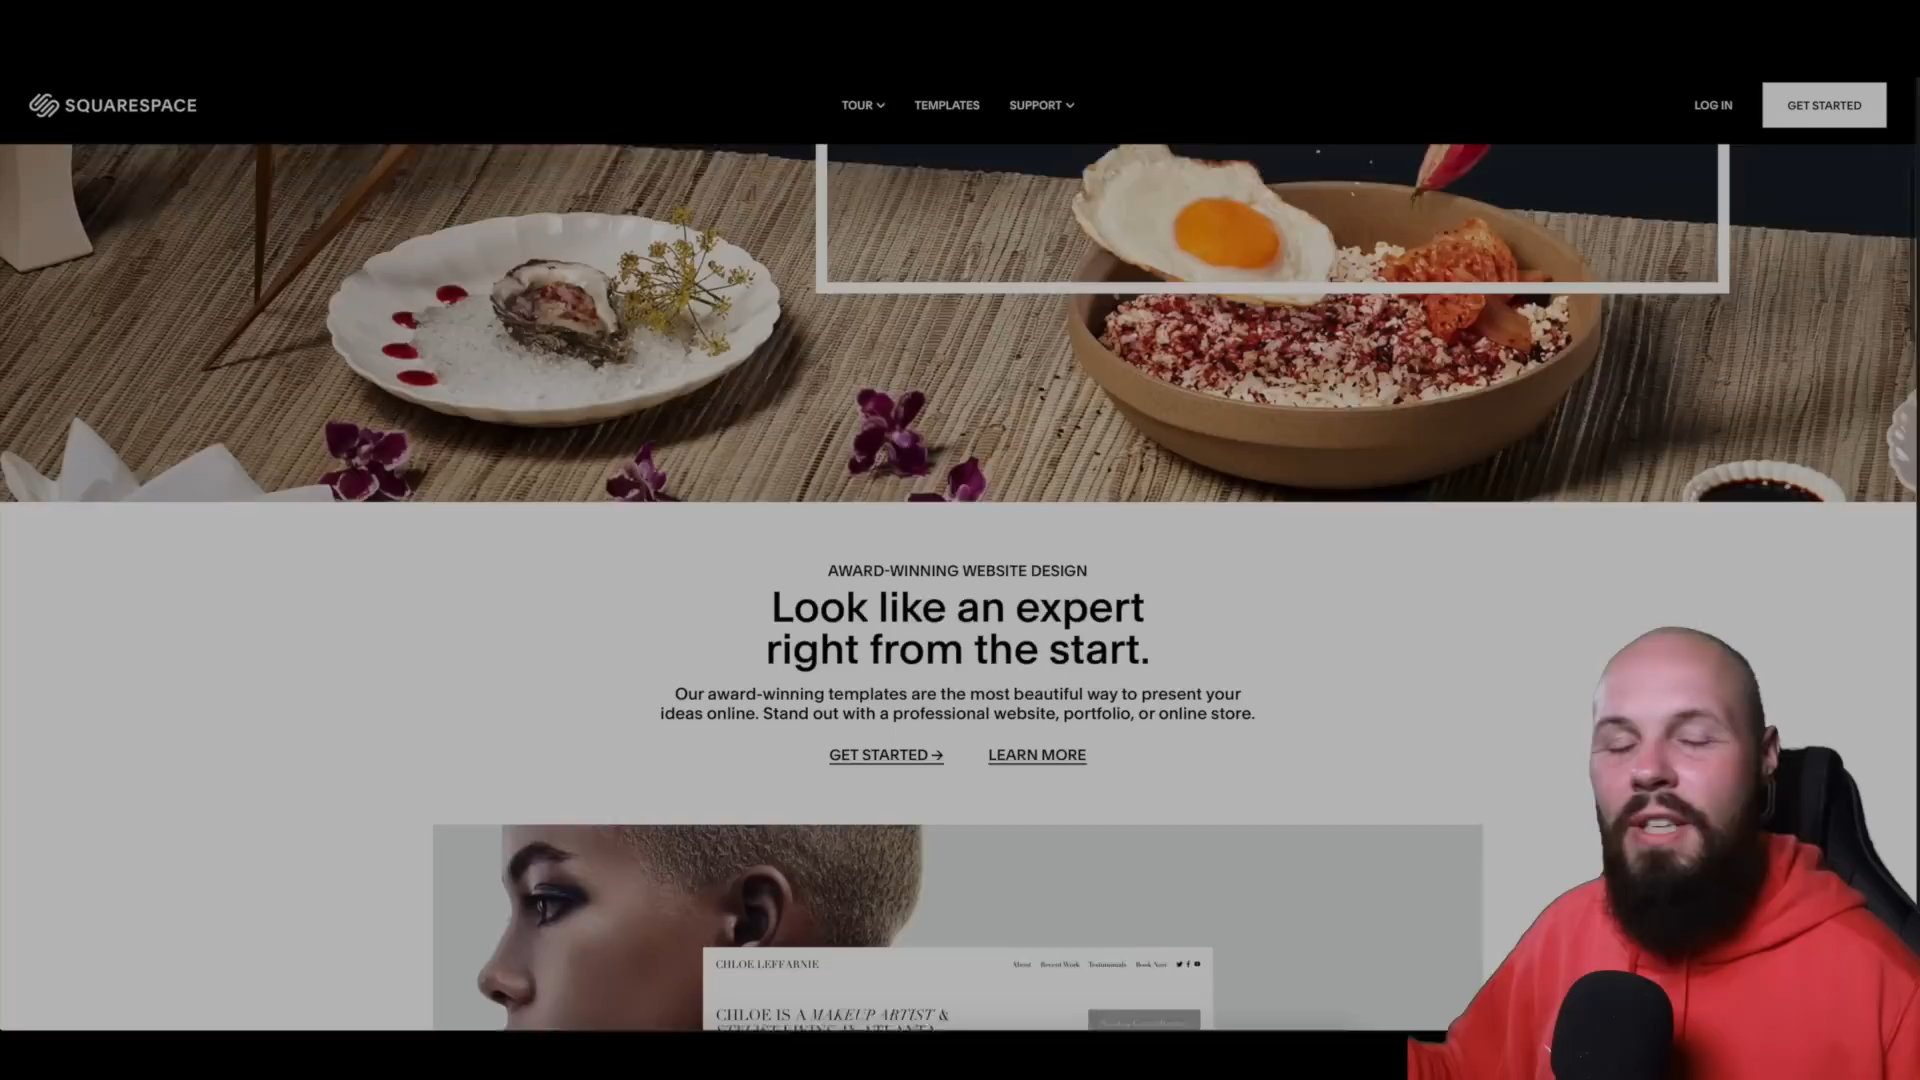 SQUARESPACE
TOUR
TEMPLATES
SUPPORT
LOG IN
GET STARTED
AWARD-WINNING WEBSITE DESIGN
Look like an expert
right from the start.
Our award-winning templates are the most beautiful way to present your
ideas online. Stand out with a professional website, portfolio, or online store.
GET STARTED →
LEARN MORE
CHLOE LEFFARNIE
About
Recent Work
Testimonials
Book Now
CHLOE IS A MAKEUP ARTIST &